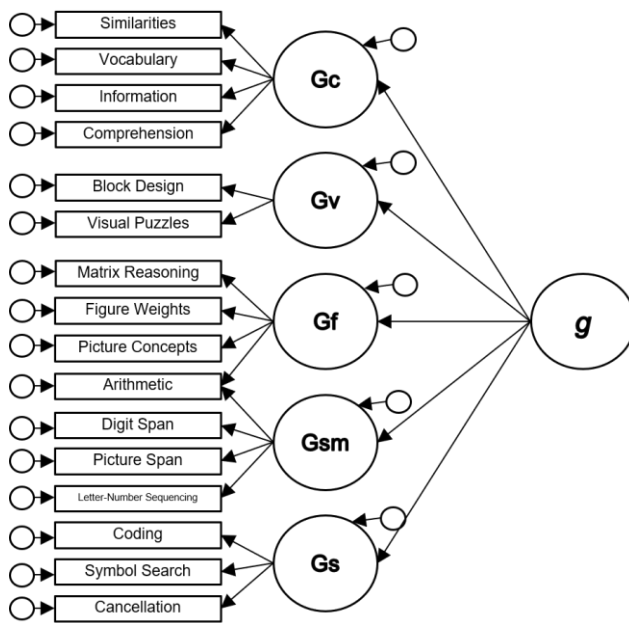 Similarities
Vocabulary
Information
Comprehension
Block Design
Visual Puzzles
Matrix Reasoning
Figure Weights
Picture Concepts
Arithmetic
Digit Span
Picture Span
Letter-Number Sequencing
Coding
Symbol Search
Cancellation
Gc
Gv
Gf
Gsm
Gs
g